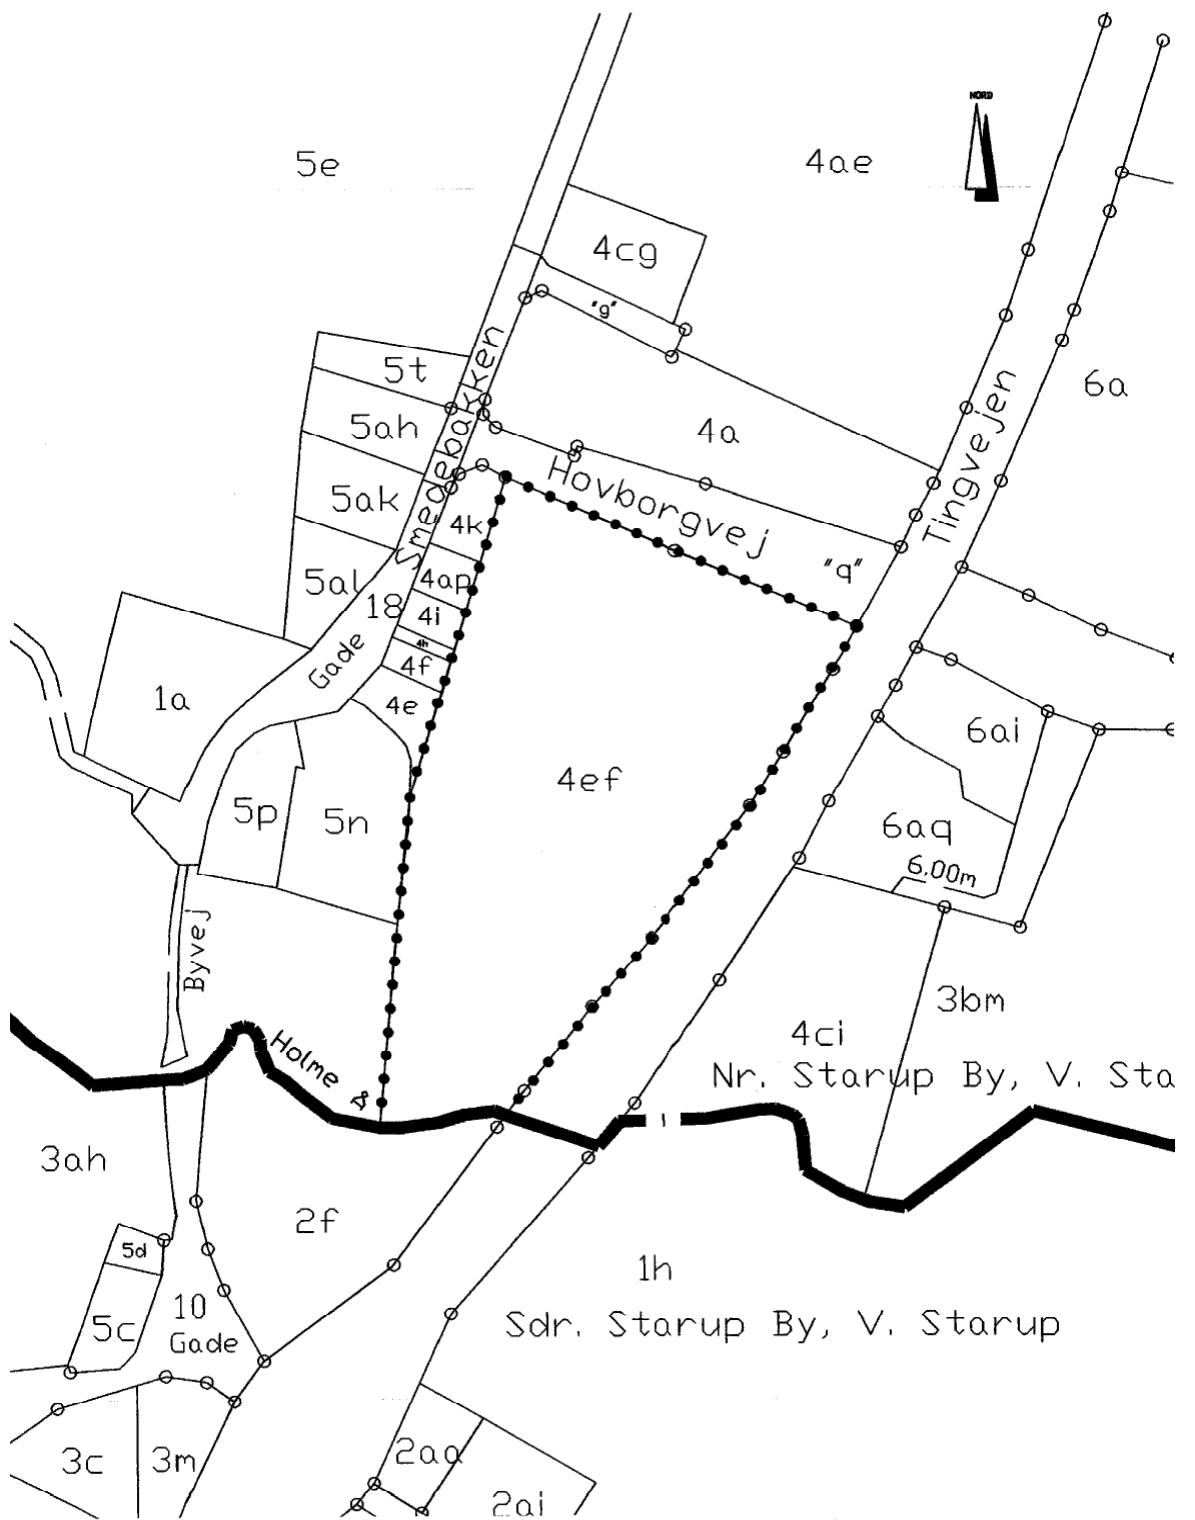 NORD
5e
4ae
4cg
"g"
5t
6a
Smedebakken
5ah
4a
Tingvejen
Hovborgvej
5ak
4k
"q"
5al
4ap
18
4i
4h
Gade
4f
1a
4e
6ai
4ef
5p
5n
6aq
6.00m
Byvej
3bm
4ci
Holme Å
Nr. Starup By, V. Sta
3ah
2f
5d
1h
10
5c
Gade
Sdr. Starup By, V. Starup
3c
3m
2aa
2ai